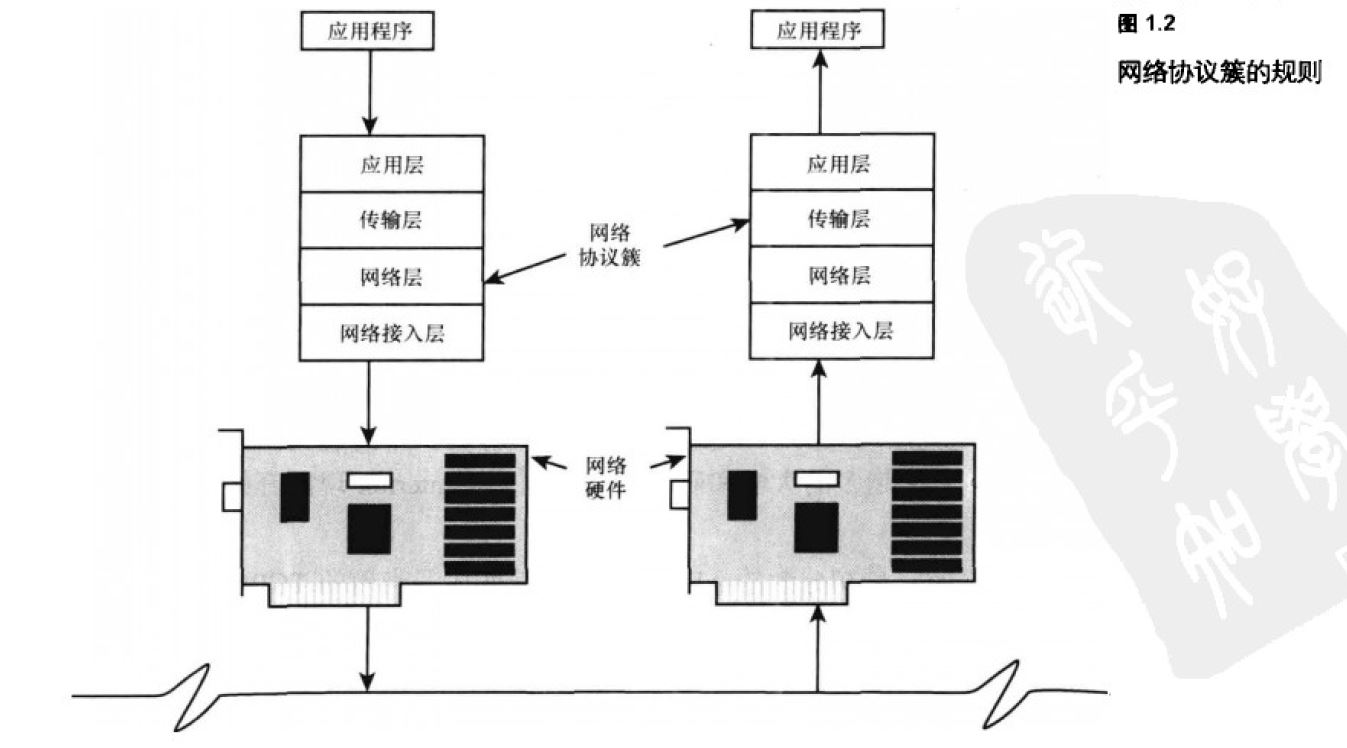 图 1.2
网络协议簇的规则
应用程序
应用程序
应用层
传输层
网络层
网络接入层
应用层
传输层
网络层
网络接入层
网络
协议簇
网络
硬件